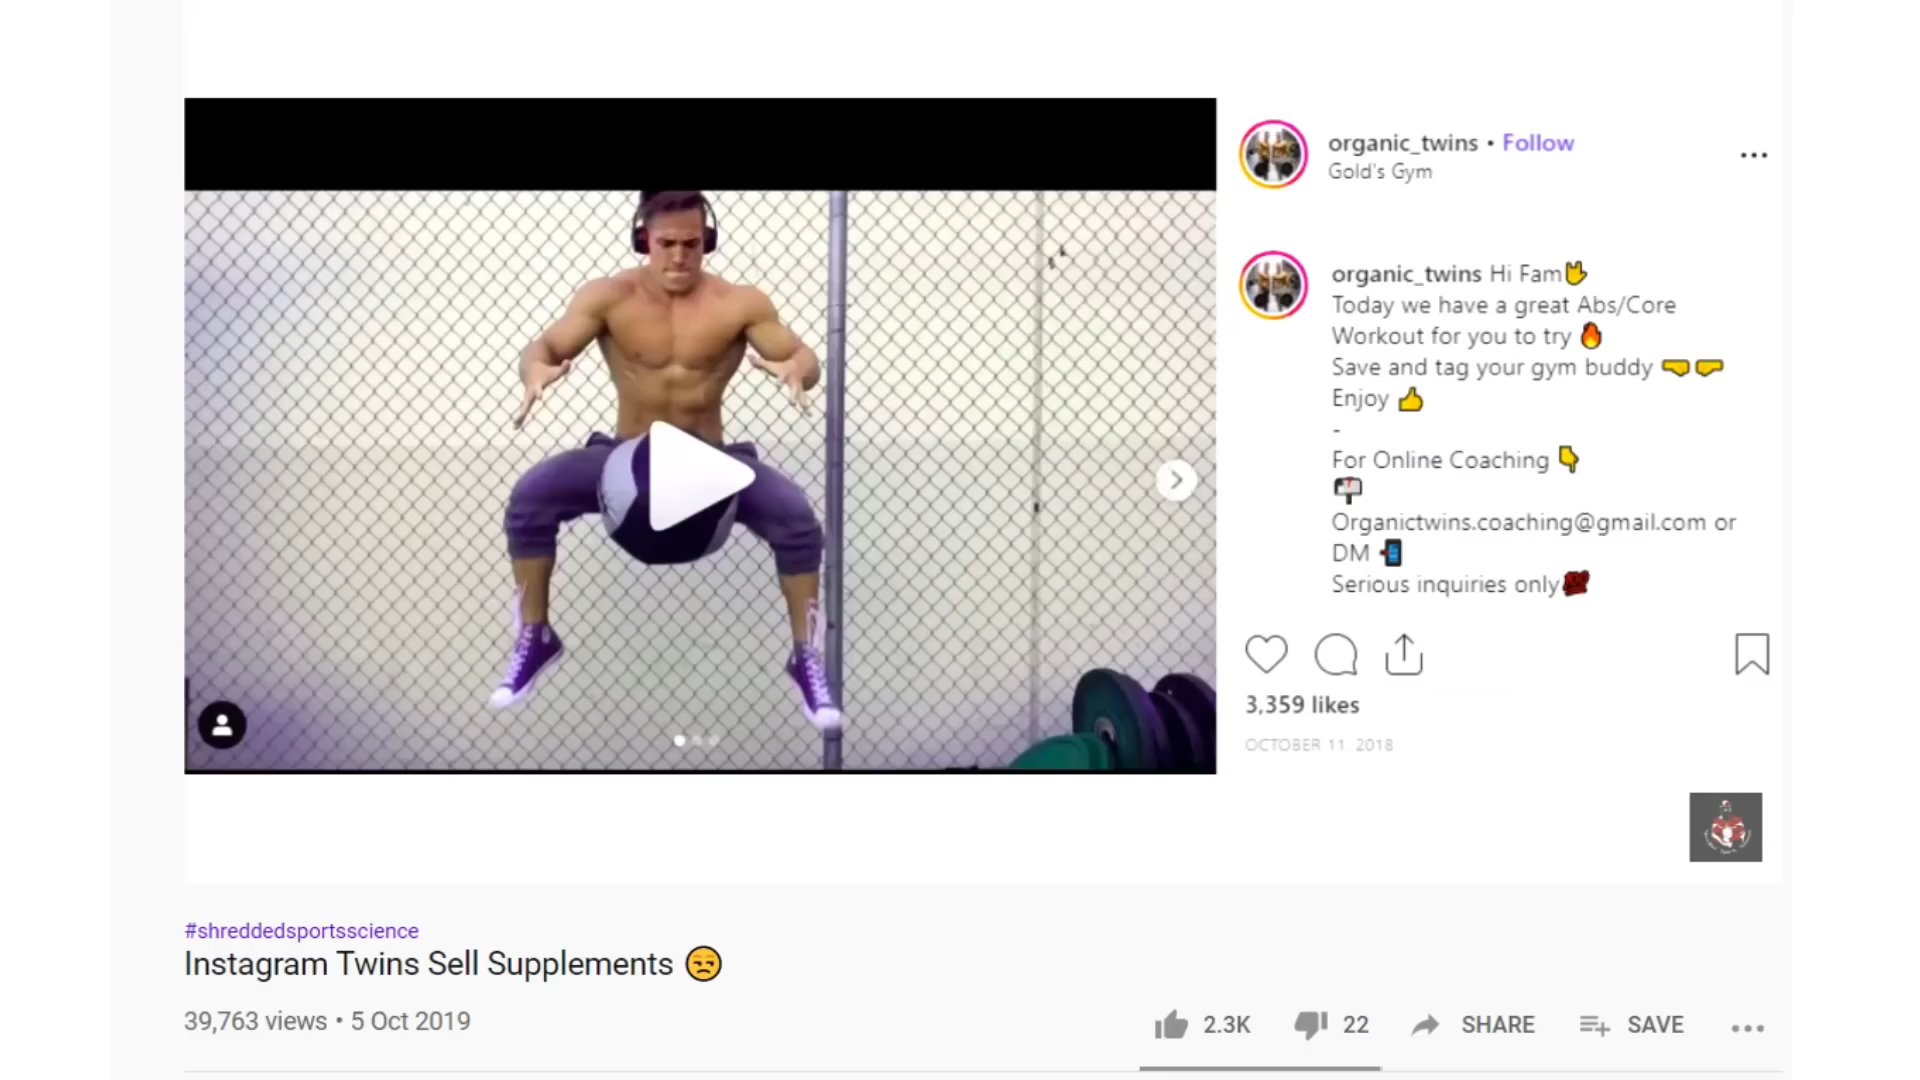 organic_twins • Follow
Gold's Gym
organic_twins Hi Fam🤟
Today we have a great Abs/Core
Workout for you to try 🔥
Save and tag your gym buddy 🤜🤛
Enjoy 👍
-
For Online Coaching 👇
📬
Organictwins.coaching@gmail.com or
DM 📲
Serious inquiries only💯
3,359 likes
OCTOBER 11, 2018
#shreddedsportsscience
Instagram Twins Sell Supplements 😒
39,763 views • 5 Oct 2019
2.3K 22 SHARE SAVE